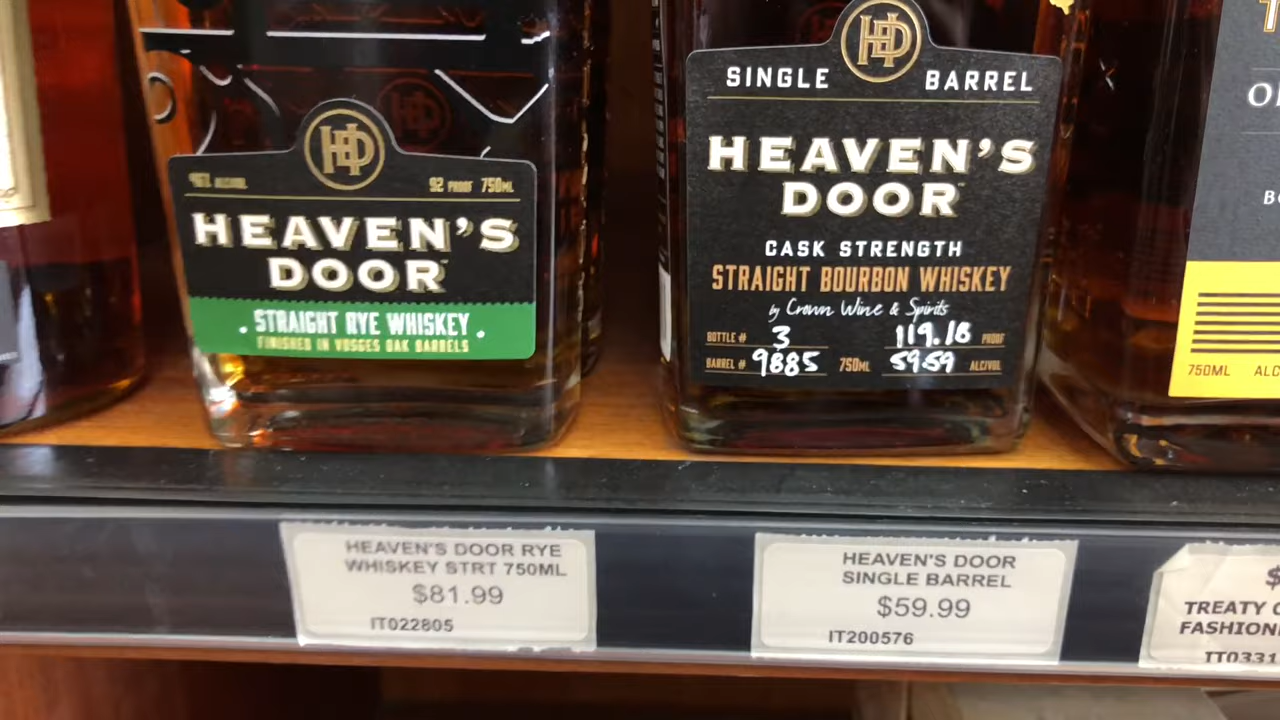 HD
46% ALCOHOL 92 PROOF 750ML
HEAVEN'S
DOOR
STRAIGHT RYE WHISKEY
FINISHED IN VOSGES OAK BARRELS
HD
SINGLE BARREL
HEAVEN'S
DOOR
CASK STRENGTH
STRAIGHT BOURBON WHISKEY
by Crown Wine & Spirits
BOTTLE # 3 119.18 PROOF
BARREL # 9885 750ML 59.59 ALC/VOL
750ML
HEAVEN'S DOOR RYE
WHISKEY STRT 750ML
$81.99
IT022805
HEAVEN'S DOOR
SINGLE BARREL
$59.99
IT200576
$
TREATY
FASHION
IT0331